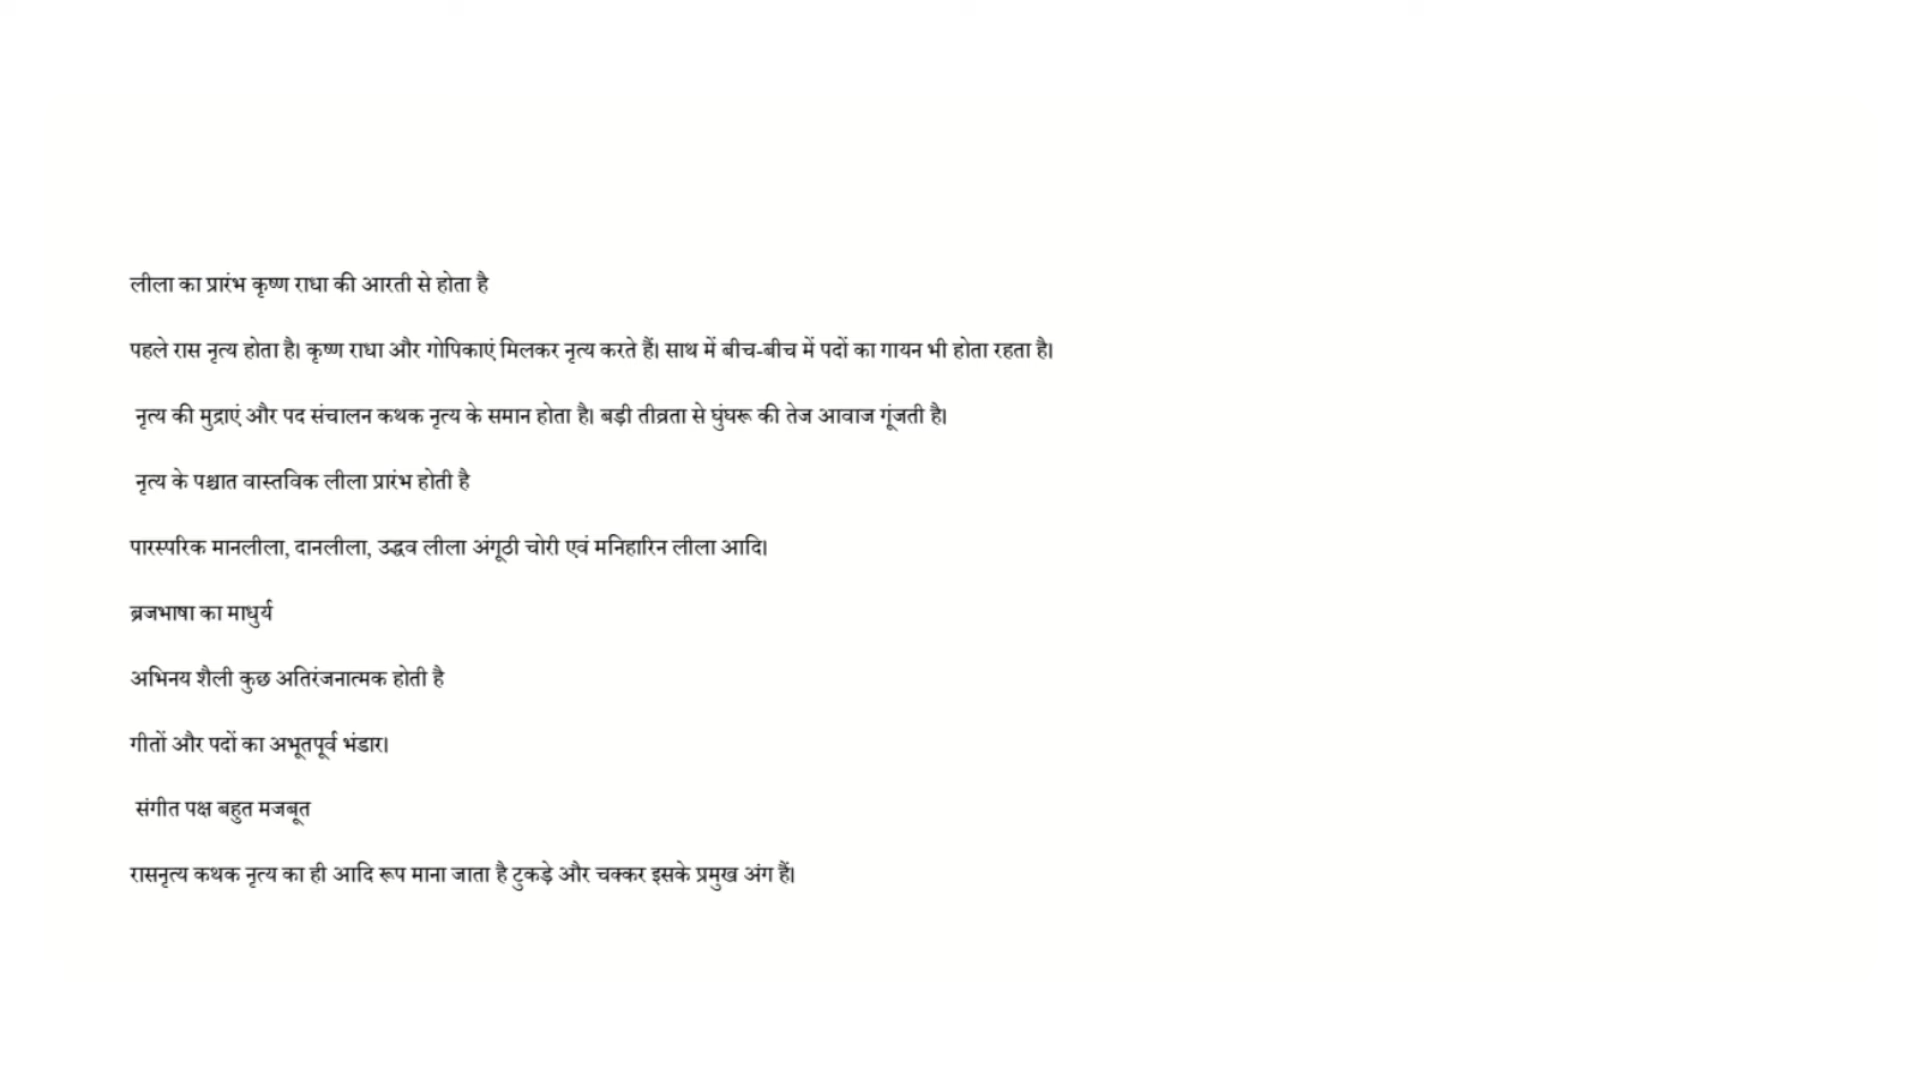 लीला का प्रारंभ कृष्ण राधा की आरती से होता है
पहले रास नृत्य होता है। कृष्ण राधा और गोपिकाएं मिलकर नृत्य करते हैं। साथ में बीच-बीच में पदों का गायन भी होता रहता है।
नृत्य की मुद्राएं और पद संचालन कथक नृत्य के समान होता है। बड़ी तीव्रता से घुंघरू की तेज आवाज गूंजती है।
नृत्य के पश्चात वास्तविक लीला प्रारंभ होती है
पारस्परिक मानलीला, दानलीला, उद्धव लीला अंगूठी चोरी एवं मनिहारिन लीला आदि।
ब्रजभाषा का माधुर्य
अभिनय शैली कुछ अतिरंजनात्मक होती है
गीतों और पदों का अभूतपूर्व भंडार।
संगीत पक्ष बहुत मजबूत
रासनृत्य कथक नृत्य का ही आदि रूप माना जाता है टुकड़े और चक्कर इसके प्रमुख अंग हैं।